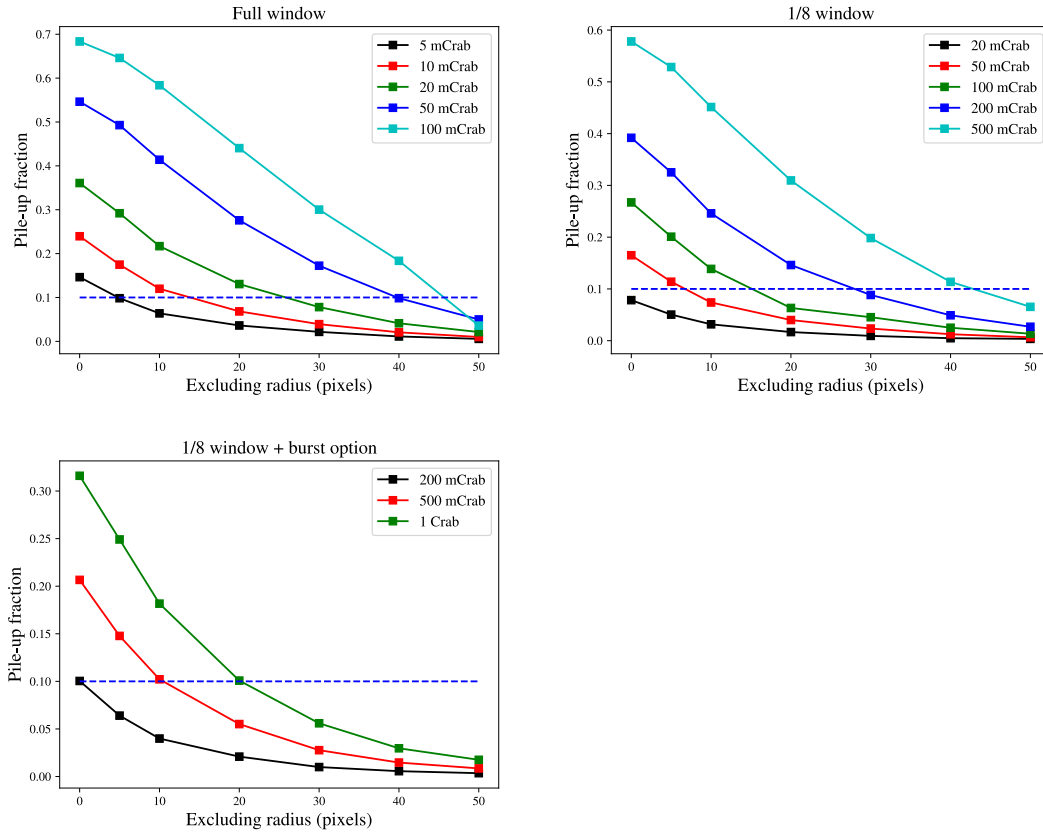 Full window
Pile-up fraction
0.7
0.6
0.5
0.4
0.3
0.2
0.1
0.0
5 mCrab
10 mCrab
20 mCrab
50 mCrab
100 mCrab
0 10 20 30 40 50
Excluding radius (pixels)
1/8 window
Pile-up fraction
0.6
0.5
0.4
0.3
0.2
0.1
0.0
20 mCrab
50 mCrab
100 mCrab
200 mCrab
500 mCrab
0 10 20 30 40 50
Excluding radius (pixels)
1/8 window + burst option
Pile-up fraction
0.30
0.25
0.20
0.15
0.10
0.05
0.00
200 mCrab
500 mCrab
1 Crab
0 10 20 30 40 50
Excluding radius (pixels)